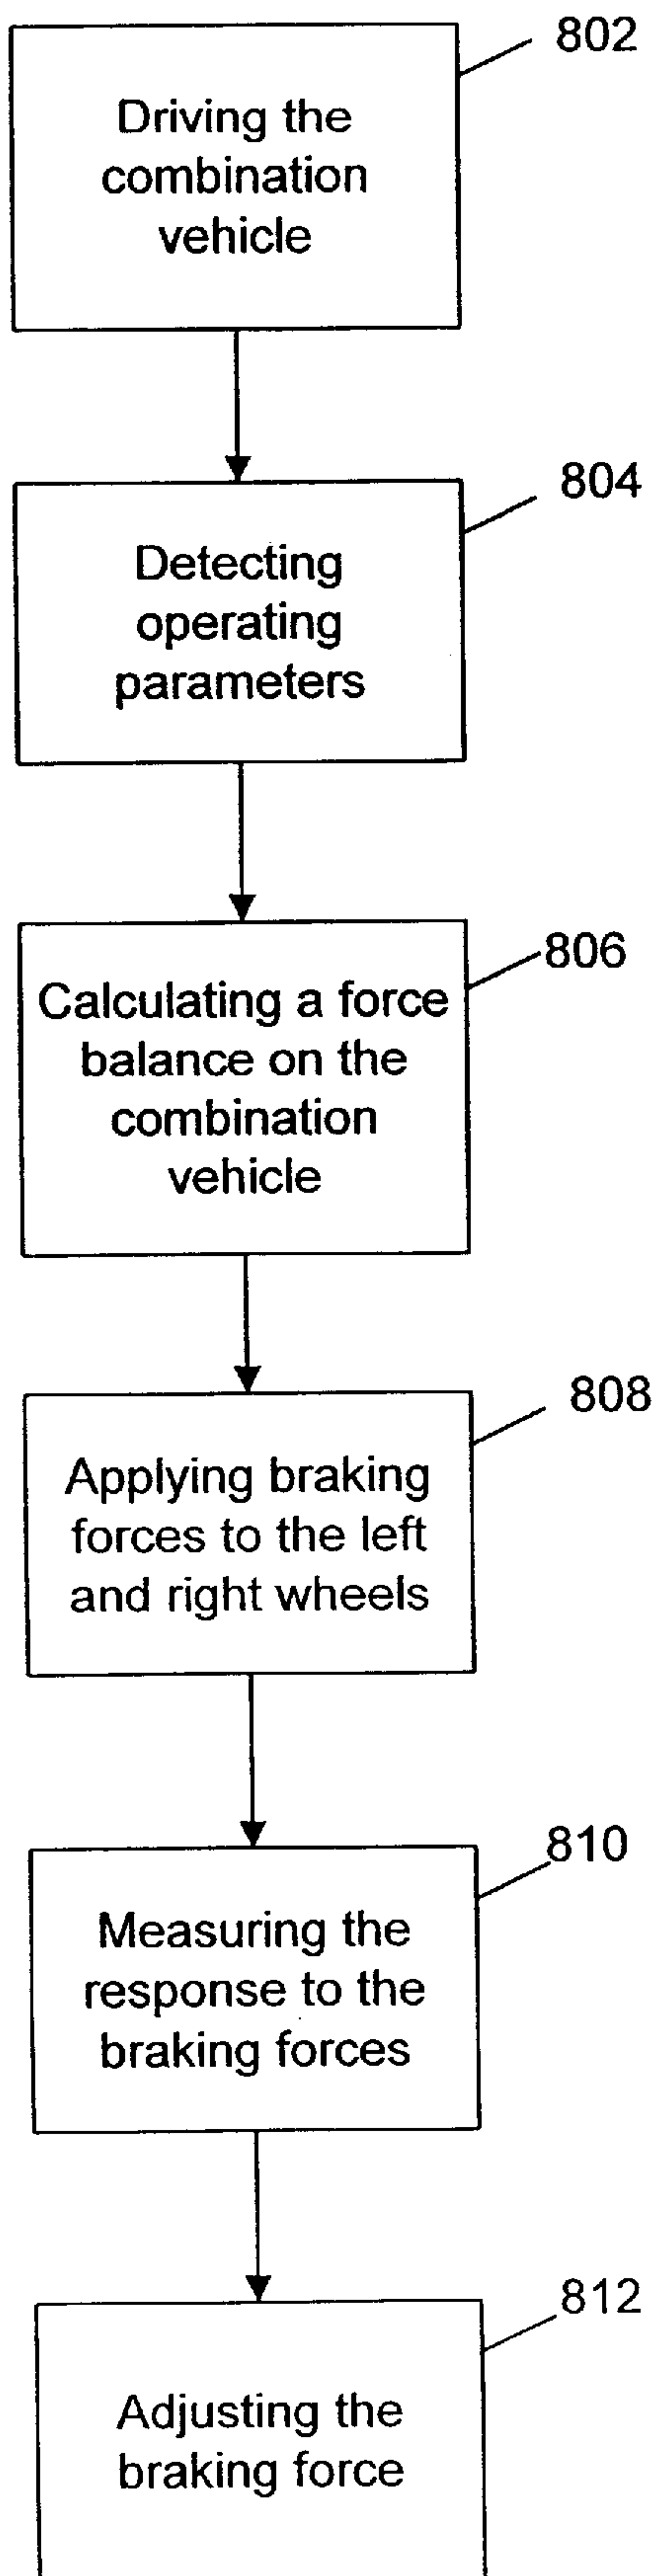 802
Driving the
combination
vehicle
804
Detecting
operating
parameters
806
Calculating a force
balance on the
combination
vehicle
808
Applying braking
forces to the left
and right wheels
810
Measuring the
response to the
braking forces
812
Adjusting the
braking force